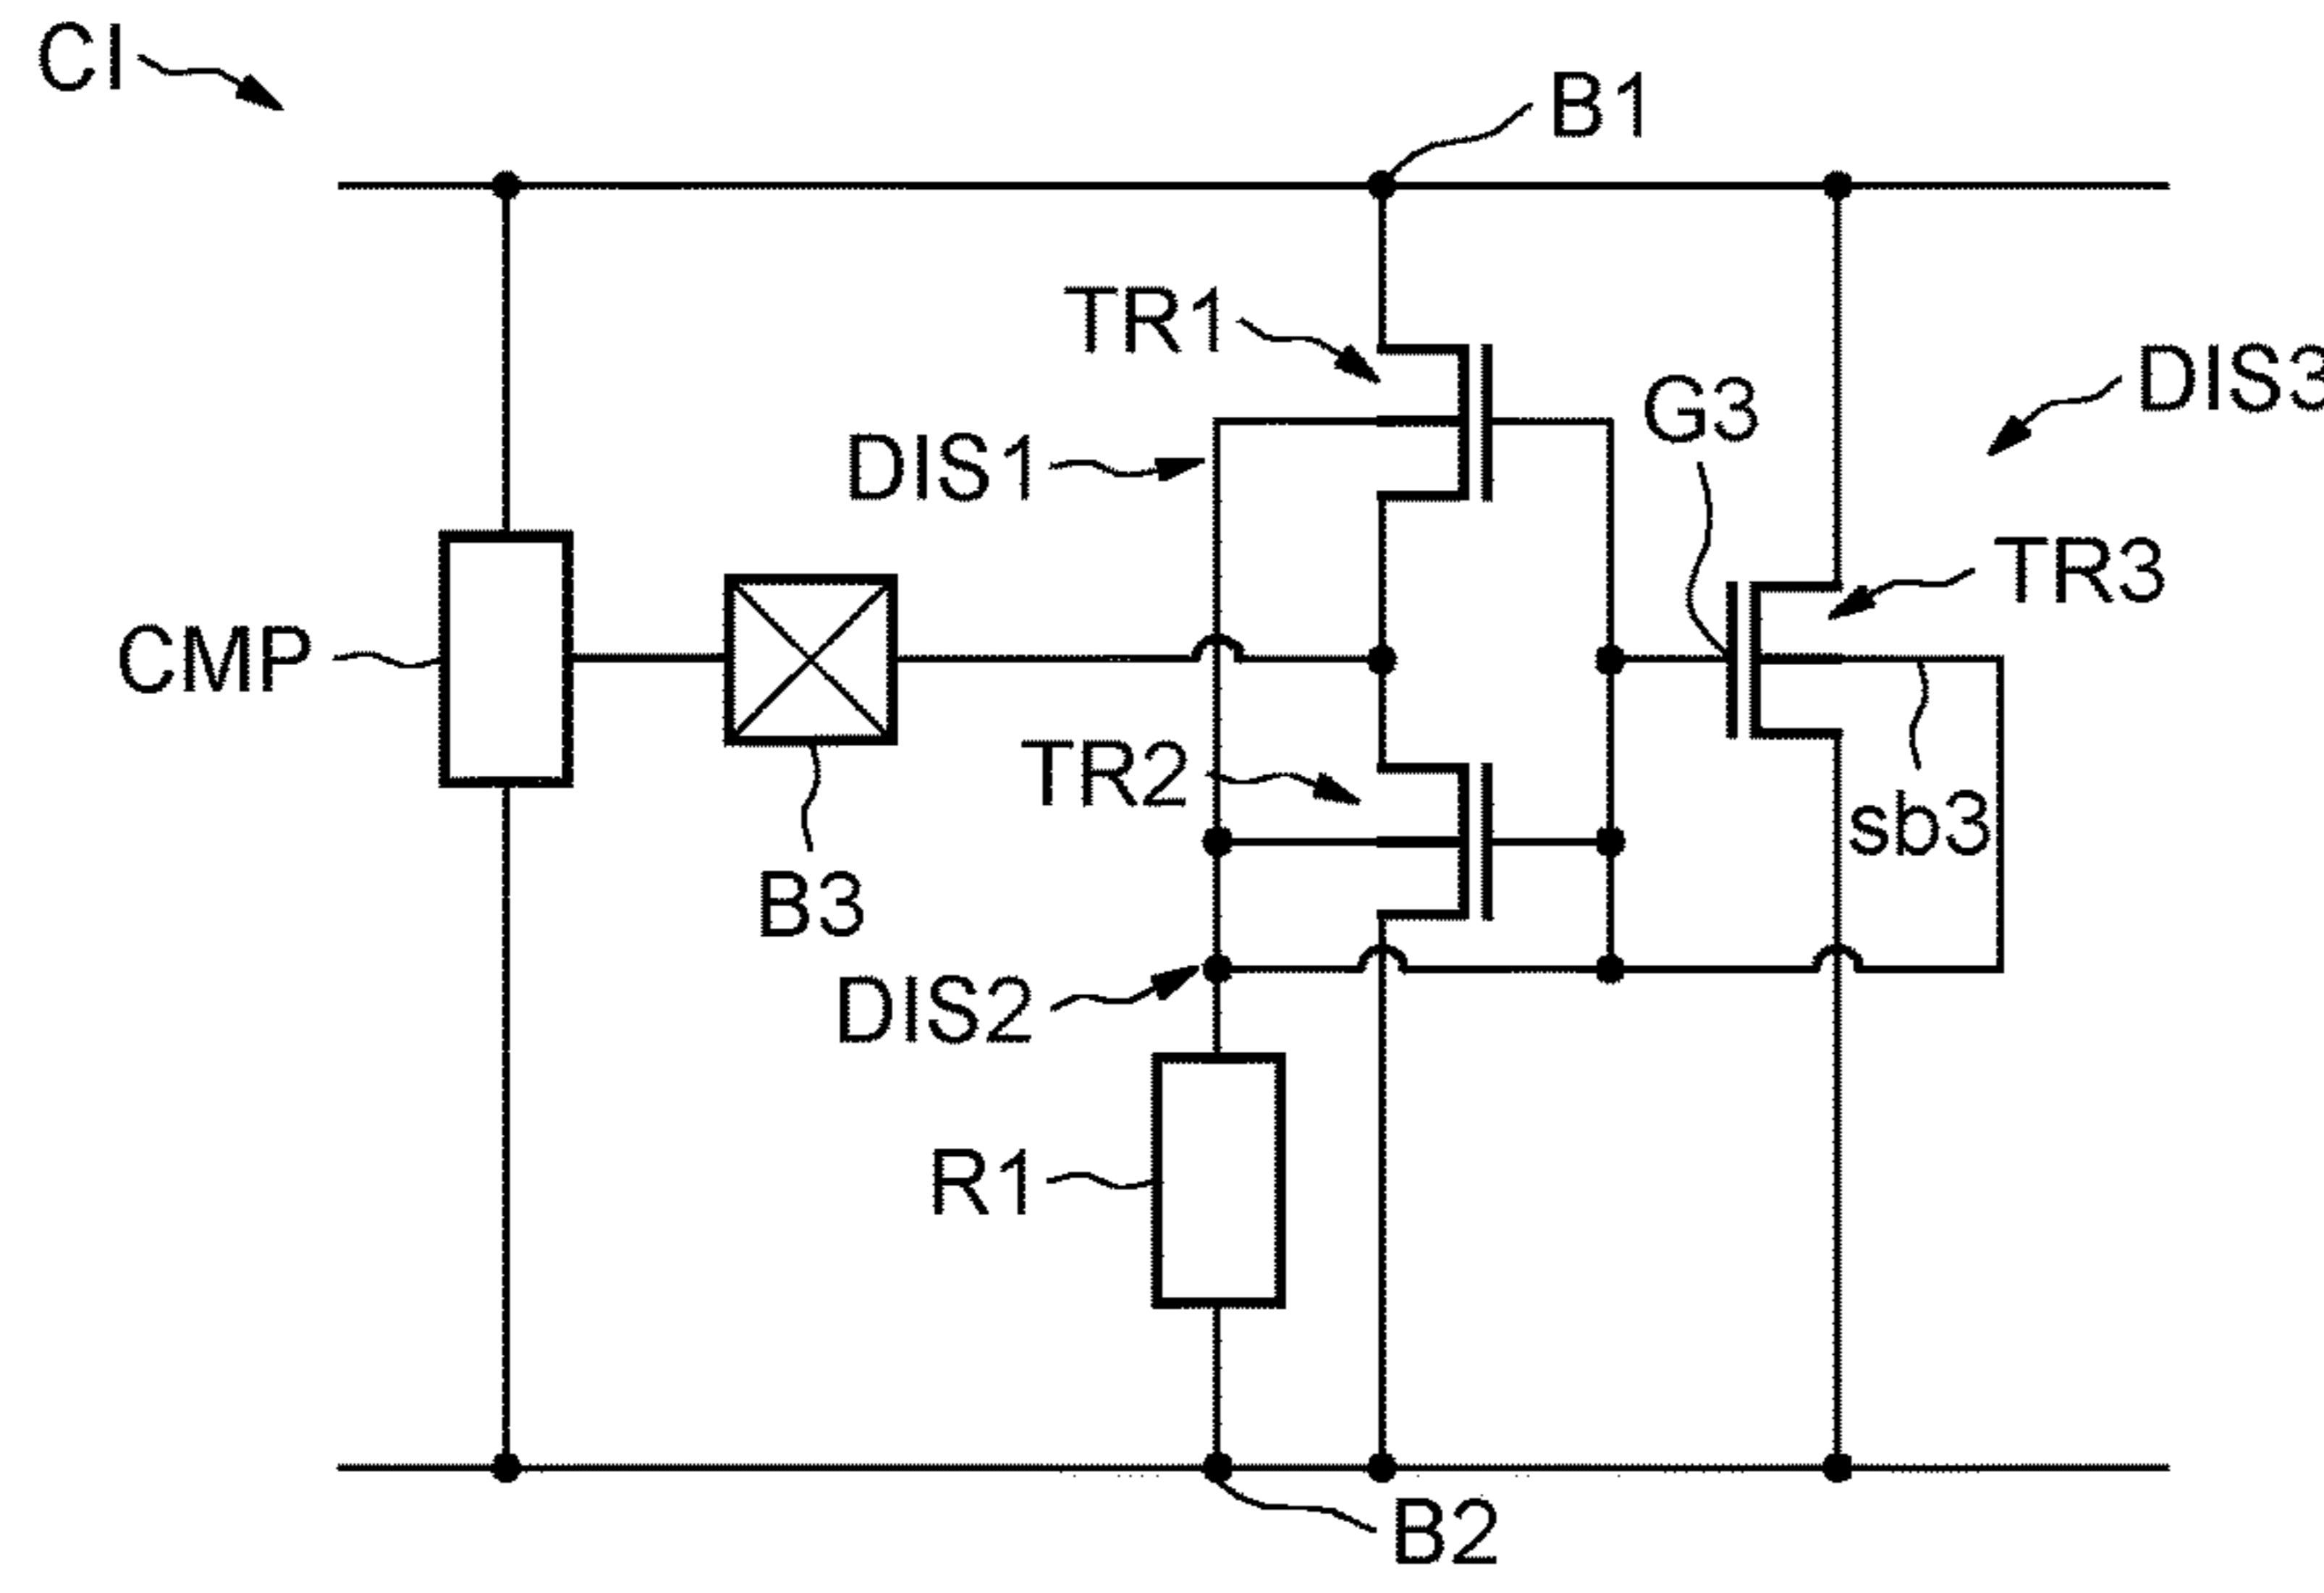 CI
B1
TR1
DIS3
G3
DIS1
TR3
CMP
TR2
sb3
B3
DIS2
R1
B2